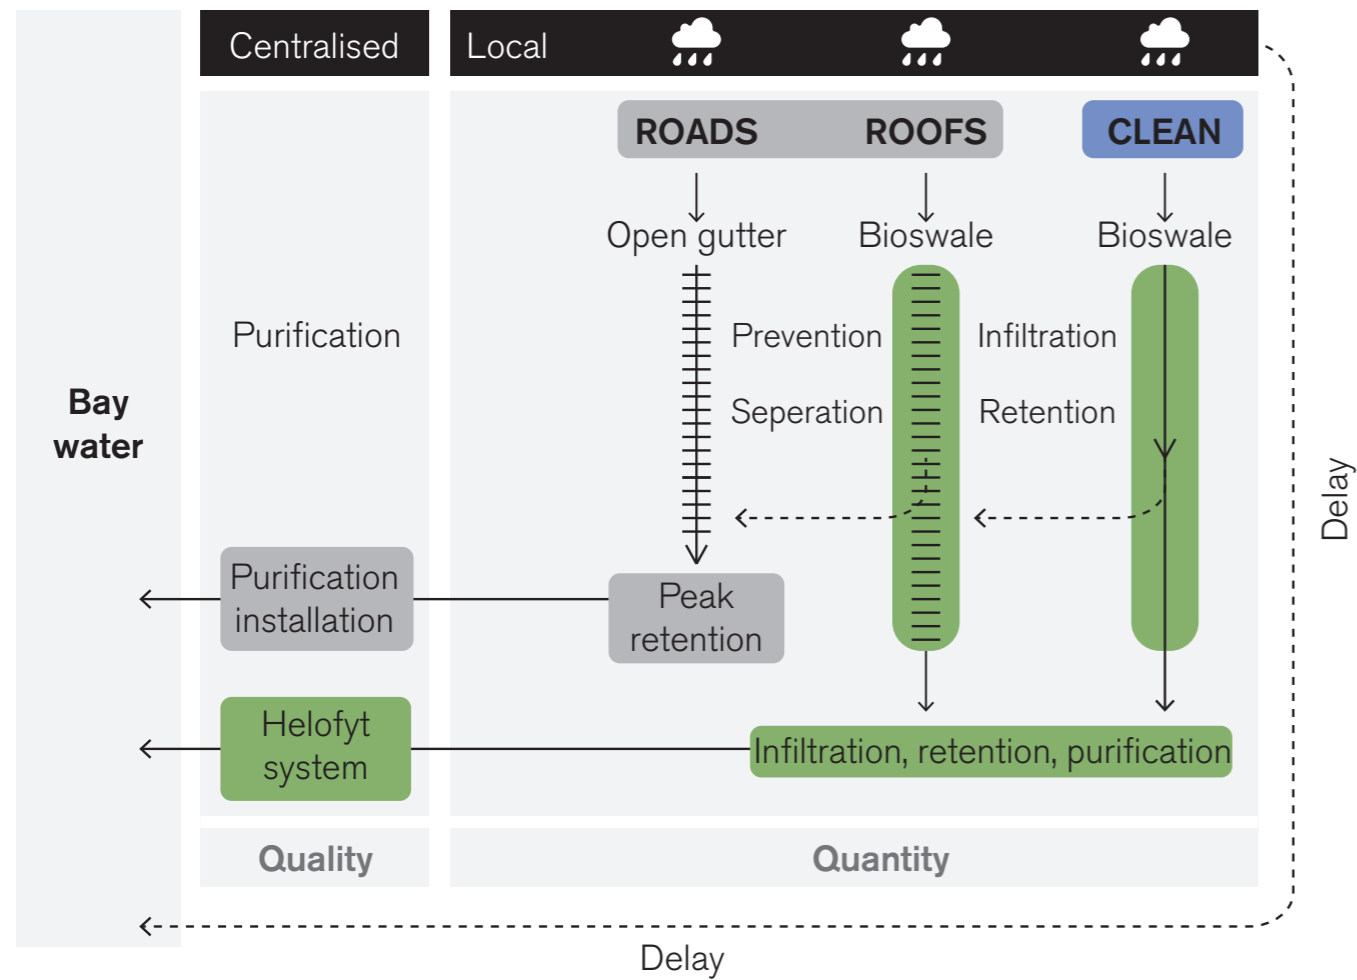 Centralised
Local
ROADS
ROOFS
CLEAN
Open gutter
Bioswale
Bioswale
Purification
Prevention
Infiltration
Seperation
Retention
Bay
water
Delay
Purification
installation
Peak
retention
Helofyt
system
Infiltration, retention, purification
Quality
Quantity
Delay